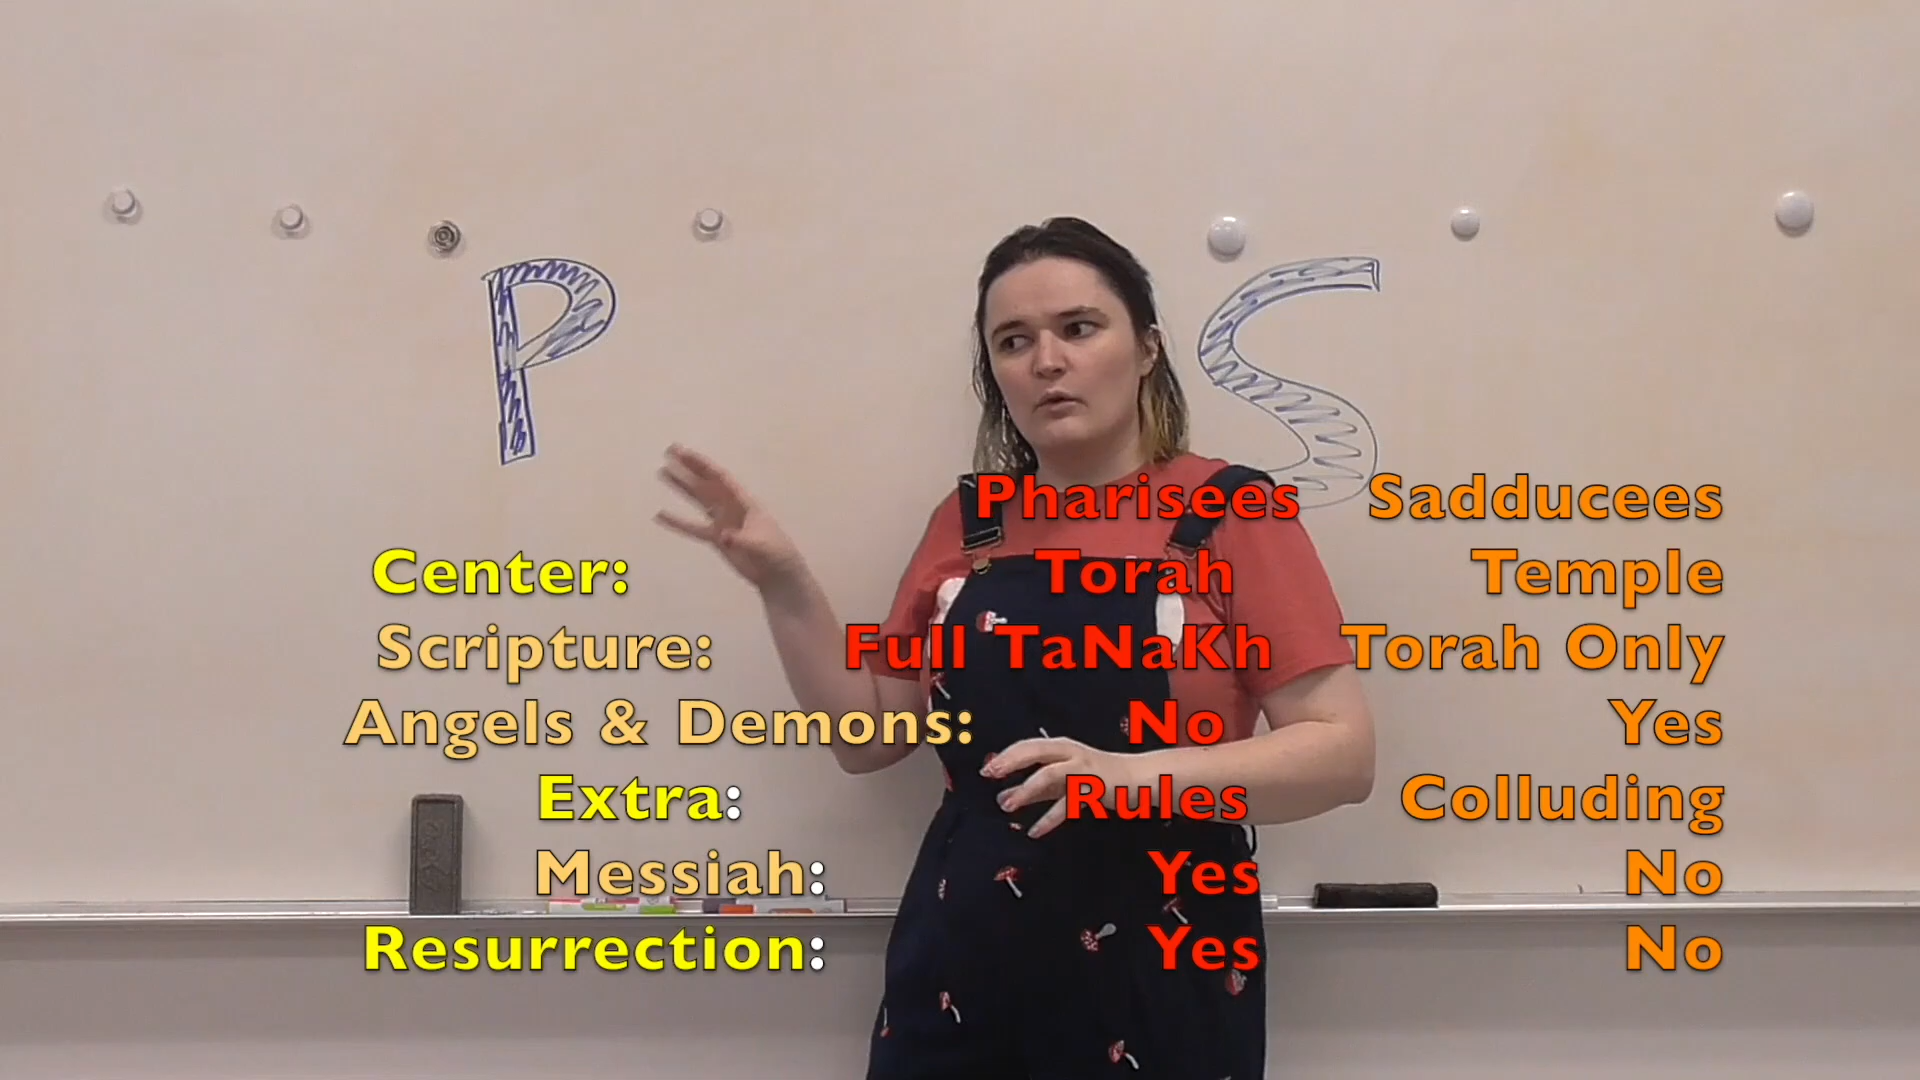 P S
Pharisees Sadducees
Center: Torah Temple
Scripture: Full TaNaKh Torah Only
Angels & Demons: No Yes
Extra: Rules Colluding
Messiah: Yes No
Resurrection: Yes No